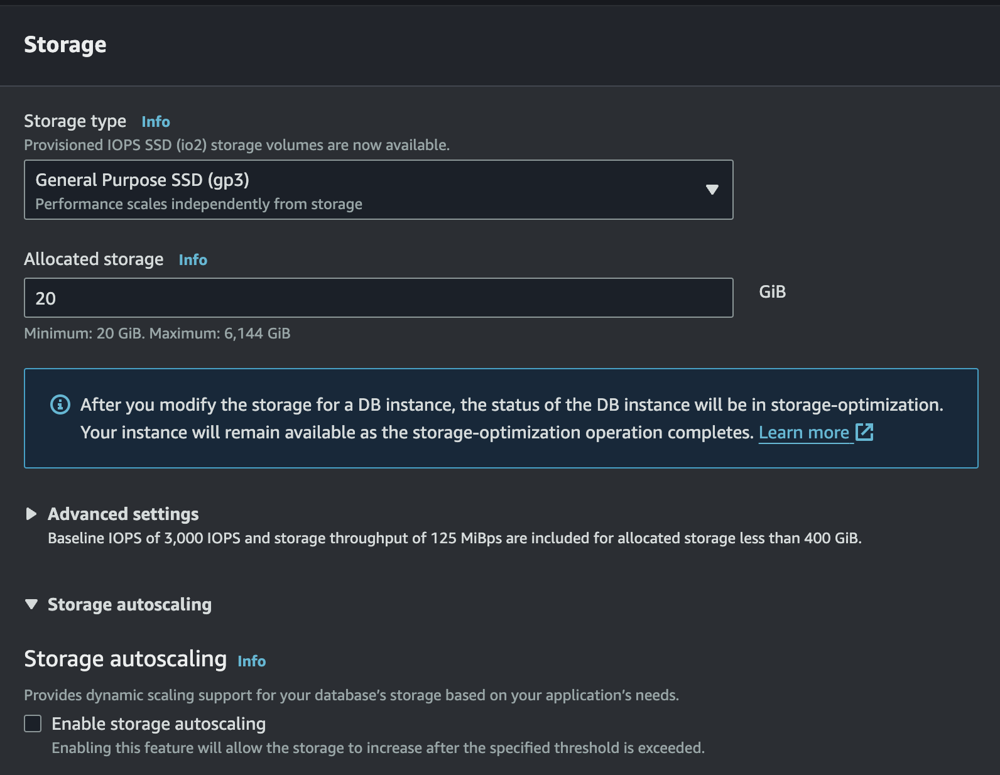 Storage
Storage type Info
Provisioned IOPS SSD (io2) storage volumes are now available.
General Purpose SSD (gp3)
Performance scales independently from storage
Allocated storage Info
20
GiB
Minimum: 20 GiB. Maximum: 6,144 GiB
After you modify the storage for a DB instance, the status of the DB instance will be in storage-optimization.
Your instance will remain available as the storage-optimization operation completes. Learn more
Advanced settings
Baseline IOPS of 3,000 IOPS and storage throughput of 125 MiBps are included for allocated storage less than 400 GiB.
Storage autoscaling
Storage autoscaling Info
Provides dynamic scaling support for your database’s storage based on your application’s needs.
Enable storage autoscaling
Enabling this feature will allow the storage to increase after the specified threshold is exceeded.